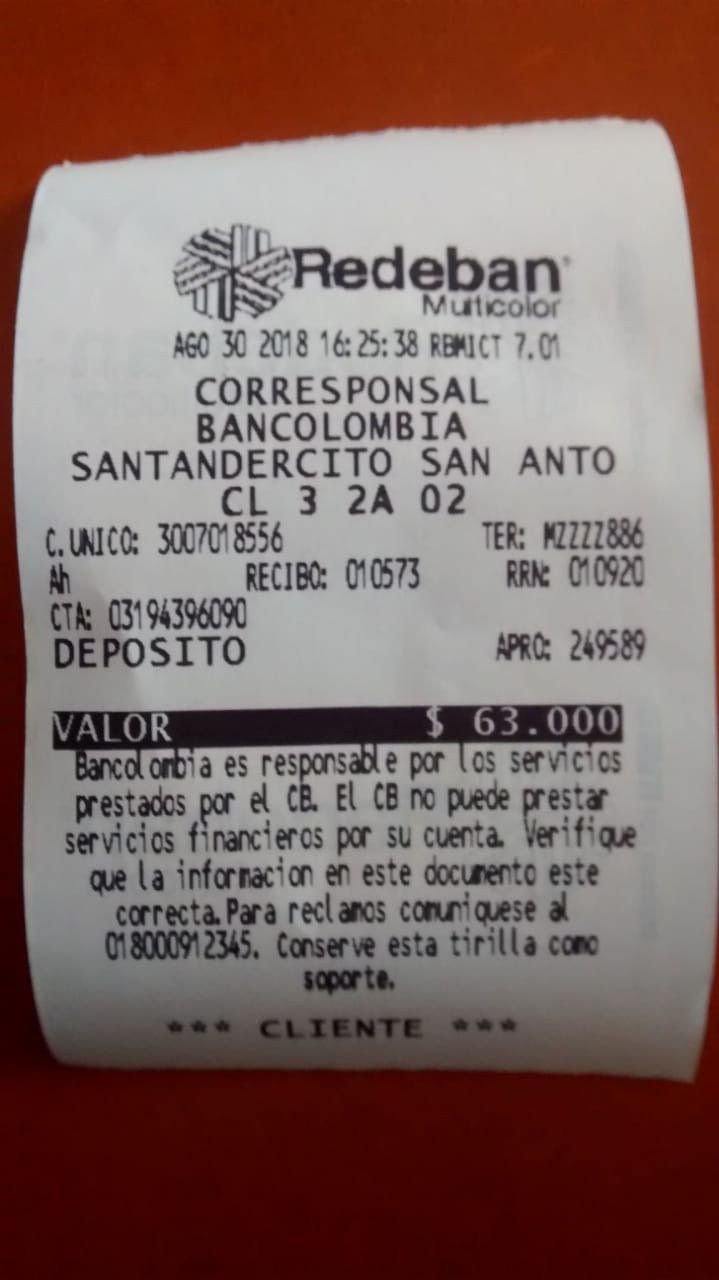 Redeban®
Multicolor
AGO 30 2018 16:25:38 RBMICT 7.01
CORRESPONSAL
BANCOLOMBIA
SANTANDERCITO SAN ANTO
CL 3 2A 02
C.UNICO: 3007018556 TER: MZZZZ886
Ah RECIBO: 010573 RRN: 010920
CTA: 03194396090
DEPOSITO APRO: 249589
VALOR $ 63.000
Bancolombia es responsable por los servicios
prestados por el CB. El CB no puede prestar
servicios financieros por su cuenta. Verifique
que la informacion en este documento este
correcta.Para reclamos comuniquese al
018000912345. Conserve esta tirilla como
soporte.
*** CLIENTE ***